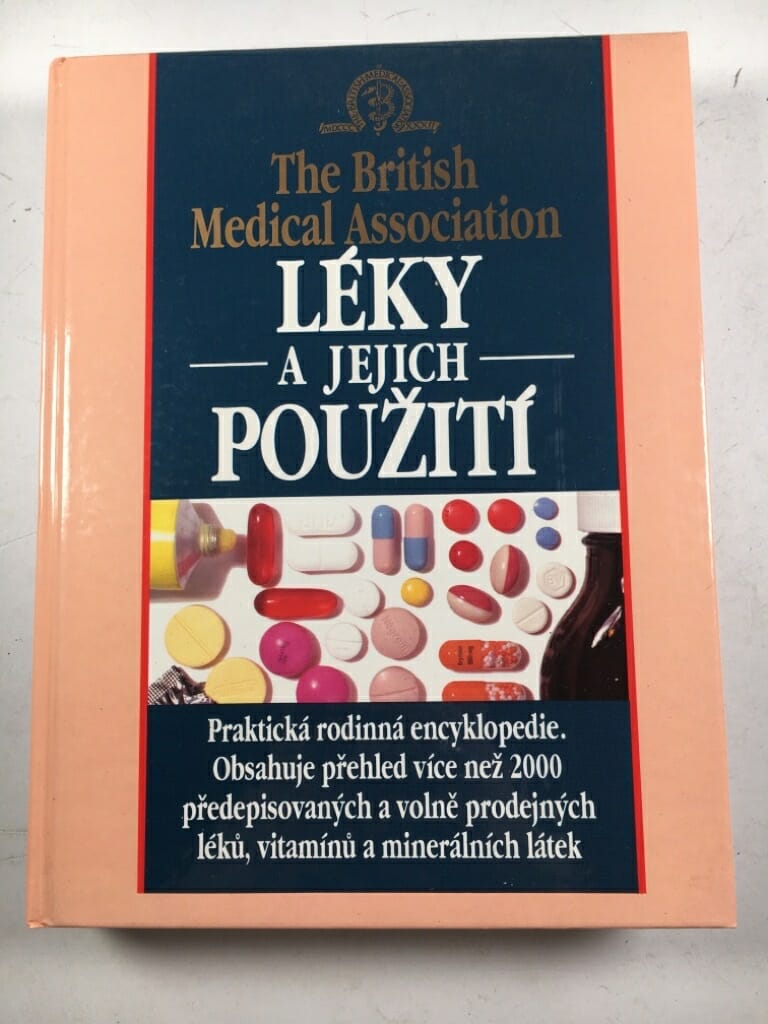 The British
Medical Association
LÉKY
A JEJICH
POUŽITÍ
Praktická rodinná encyklopedie.
Obsahuje přehled více než 2000
předepisovaných a volně prodejných
léků, vitamínů a minerálních látek